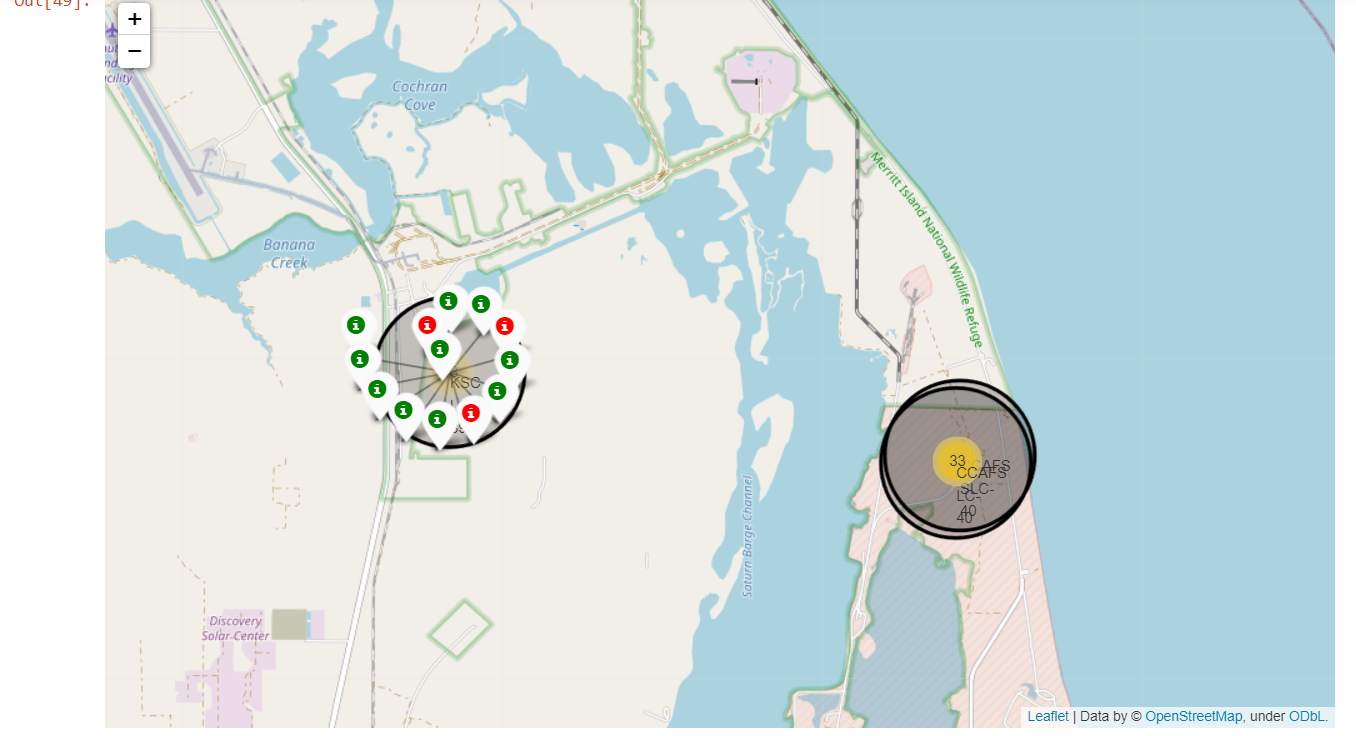 Out[49]:
+
−
Cochran
Cove
Banana
Creek
Merritt Island National Wildlife Refuge
KSC
33
CCAFS
SLC-
LC-
40
40
Saturn Barge Channel
Discovery
Solar Center
Leaflet | Data by © OpenStreetMap, under ODbL.